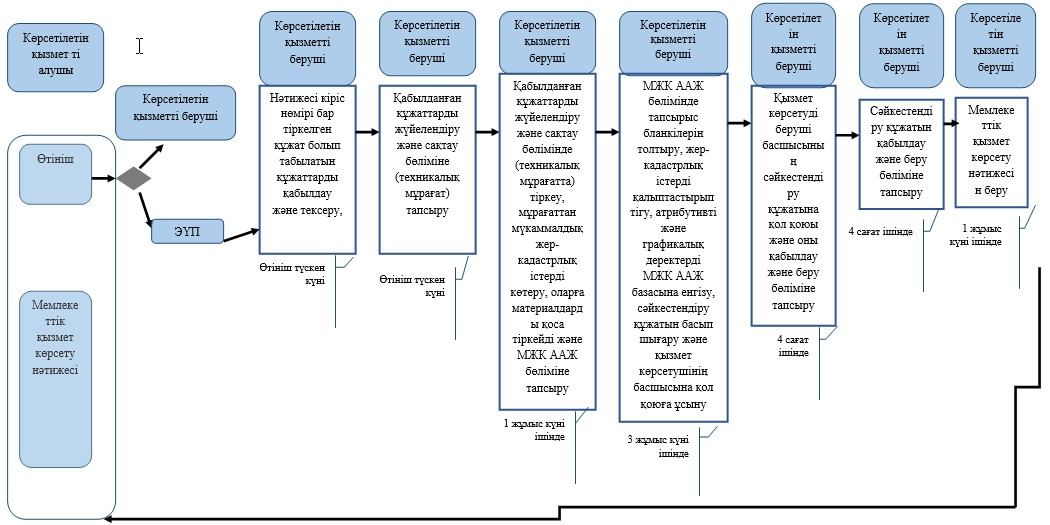 Көрсетілетін
қызмет ті
алушы
Өтініш
Мемлеке
ттік
қызмет
көрсету
нәтижесі
Көрсетілетін
қызметті беруші
ЭҮП
Көрсетілетін
қызметті
беруші
Нәтижесі кіріс
нөмірі бар
тіркелген
құжат болып
табылатын
құжаттарды
қабылдау
және тексеру,
Өтініш түскен
күні
Көрсетілетін
қызметті
беруші
Қабылданған
құжаттарды
жүйелендіру
және сақтау
бөліміне
(техникалық
мұрағат)
тапсыру
Өтініш түскен
күні
Көрсетілетін
қызметті
беруші
Қабылданған
құжаттарды
жүйелендіру
және сақтау
бөлімінде
(техникалық
мұрағатта)
тіркеу,
мұрағаттан
мүкаммалдық
жер-
кадастрлық
істерді
көтеру, оларға
материалдард
ы қоса
тіркейді және
МЖК ААЖ
бөліміне
тапсыру
1 жұмыс күні
ішінде
Көрсетілетін
қызметті
беруші
МЖК ААЖ
бөлімінде
тапсырыс
бланкілерін
толтыру, жер-
кадастрлық
істерді
қалыптастырып
тігу, атрибутивті
және
графикалық
деректерді
МЖК ААЖ
базасына енгізу,
сәйкестендіру
құжатын басып
шығару және
қызмет
көрсетушінің
басшысына қол
қоюға ұсыну
3 жұмыс күні
ішінде
Көрсетілет
ін
қызметті
беруші
Қызмет
көрсетуді
беруші
басшысыны
ң
сәйкестенді
ру
құжатына
қол қоюы
және оны
қабылдау
және беру
бөліміне
тапсыру
4 сағат
ішінде
Көрсетілет
ін
қызметті
беруші
Сәйкестенді
ру құжатын
қабылдау
және беру
бөліміне
тапсыру
4 сағат ішінде
Көрсетіле
тін
қызметті
беруші
Мемлеке
ттік
қызмет
көрсету
нәтижесі
н беру
1 жұмыс
күні ішінде